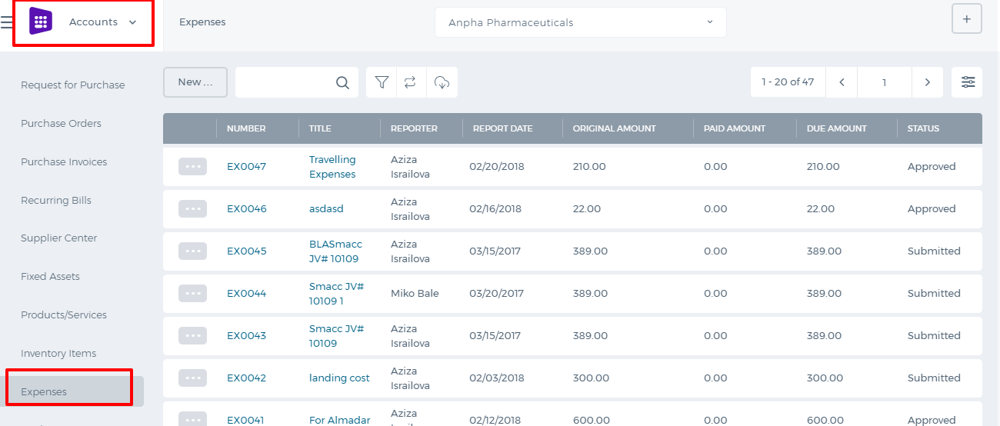 Accounts
Expenses
Anpha Pharmaceuticals
+
Request for Purchase
Purchase Orders
Purchase Invoices
Recurring Bills
Supplier Center
Fixed Assets
Products/Services
Inventory Items
Expenses
New ...
1 - 20 of 47
1
NUMBER TITLE REPORTER REPORT DATE ORIGINAL AMOUNT PAID AMOUNT DUE AMOUNT STATUS
EX0047 Travelling Expenses Aziza Israilova 02/20/2018 210.00 0.00 210.00 Approved
EX0046 asdasd Aziza Israilova 02/16/2018 22.00 0.00 22.00 Approved
EX0045 BLASmacc JV# 10109 Aziza Israilova 03/15/2017 389.00 0.00 389.00 Submitted
EX0044 Smacc JV# 10109 1 Miko Bale 03/20/2017 389.00 0.00 389.00 Submitted
EX0043 Smacc JV# 10109 Aziza Israilova 03/15/2017 389.00 0.00 389.00 Submitted
EX0042 landing cost Aziza Israilova 02/03/2018 300.00 0.00 300.00 Submitted
EX0041 For Almadar Aziza 02/12/2018 600.00 0.00 600.00 Approved